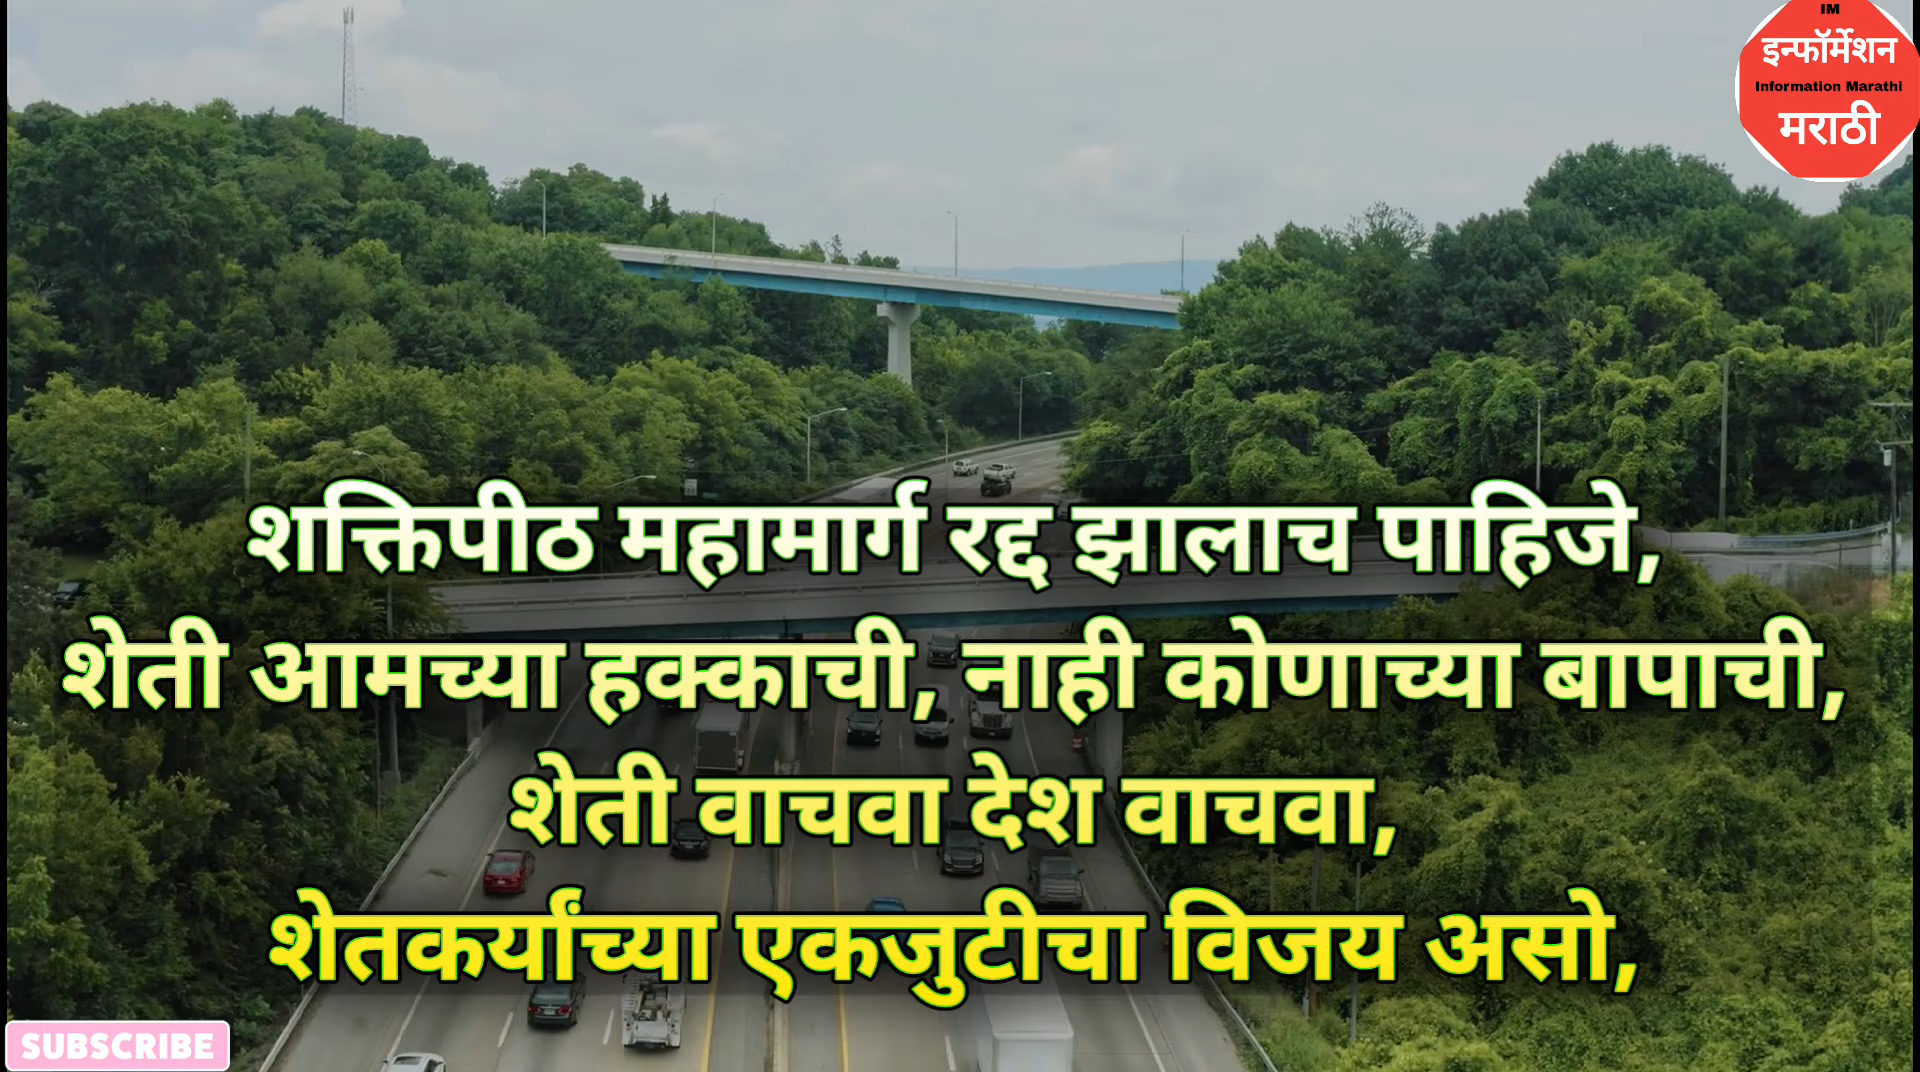 IM
इन्फॉर्मेशन
Information Marathi
मराठी
शक्तिपीठ महामार्ग रद्द झालाच पाहिजे,
शेती आमच्या हक्काची, नाही कोणाच्या बापाची,
शेती वाचवा देश वाचवा,
शेतकर्यांच्या एकजुटीचा विजय असो,
SUBSCRIBE